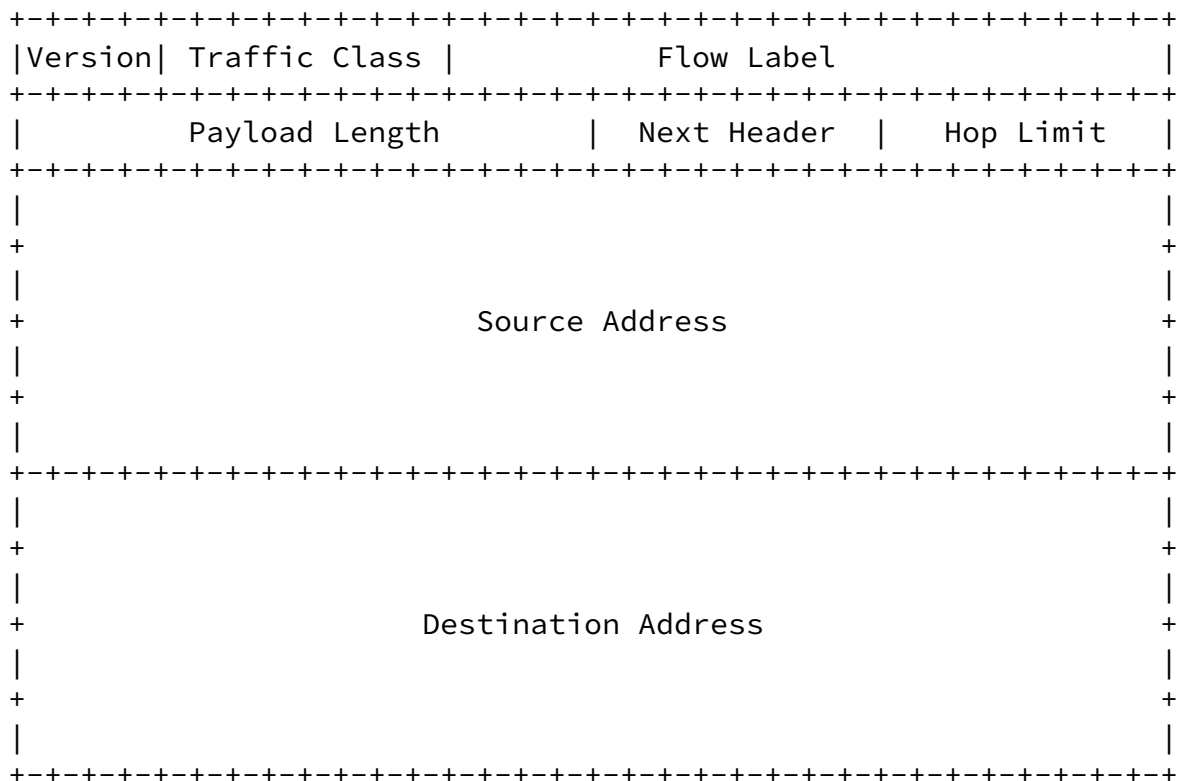 |Version| Traffic Class | Flow Label |
| Payload Length | Next Header | Hop Limit |
Source Address
Destination Address